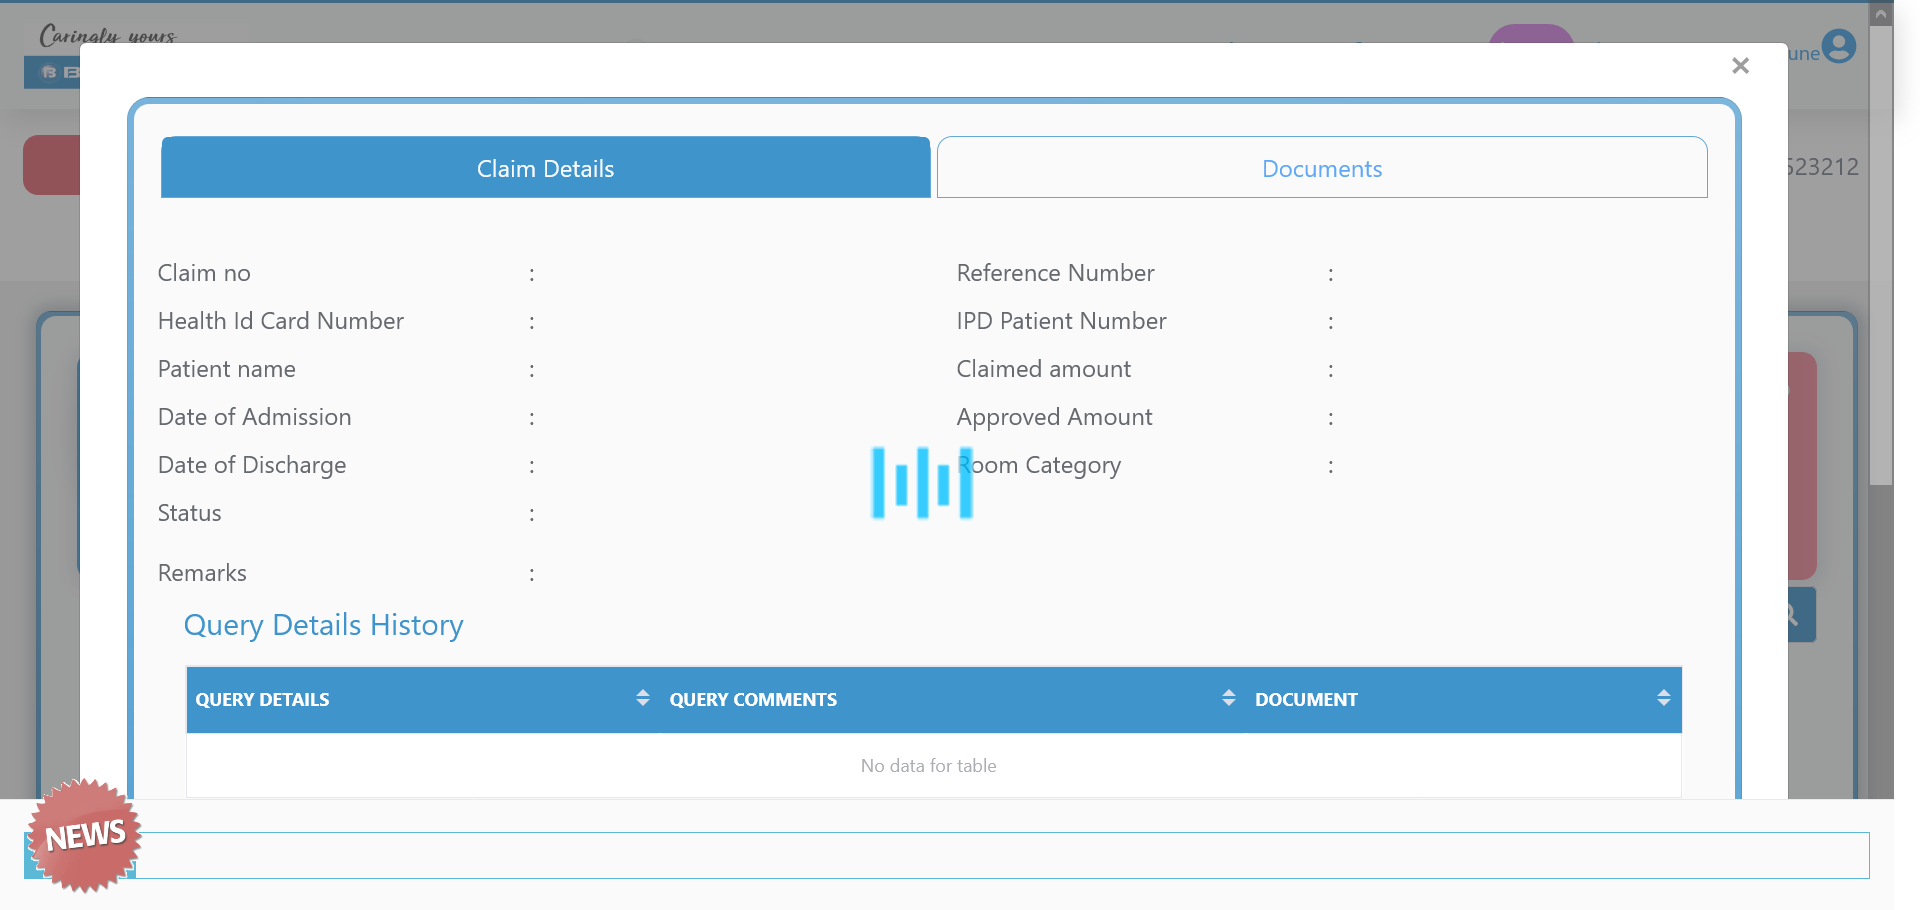 Caringly yours
B
une
523212
×
Claim Details
Documents
Claim no :
Reference Number :
Health Id Card Number :
IPD Patient Number :
Patient name :
Claimed amount :
Date of Admission :
Approved Amount :
Date of Discharge :
Room Category :
Status :
Remarks :
Query Details History
QUERY DETAILS
QUERY COMMENTS
DOCUMENT
No data for table
NEWS